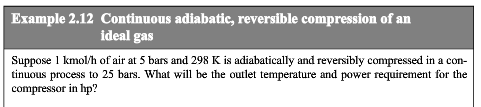 Example 2.12 Continuous adiabatic, reversible compression of an
ideal gas
Suppose 1 kmol/h of air at 5 bars and 298 K is adiabatically and reversibly compressed in a con-
tinuous process to 25 bars. What will be the outlet temperature and power requirement for the
compressor in hp?